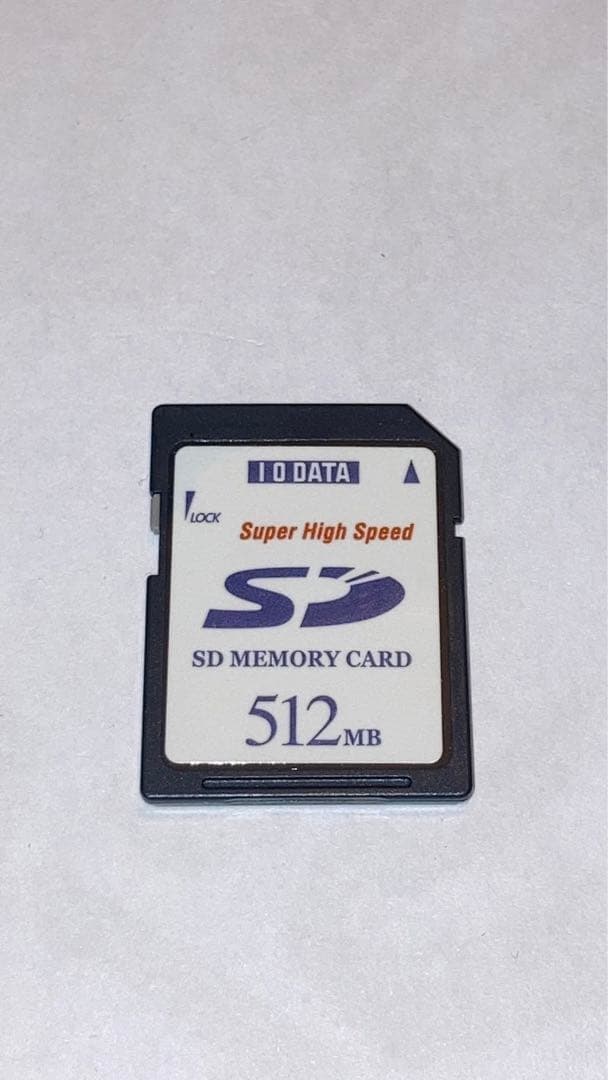 I O DATA
LOCK
Super High Speed
SD
SD MEMORY CARD
512MB